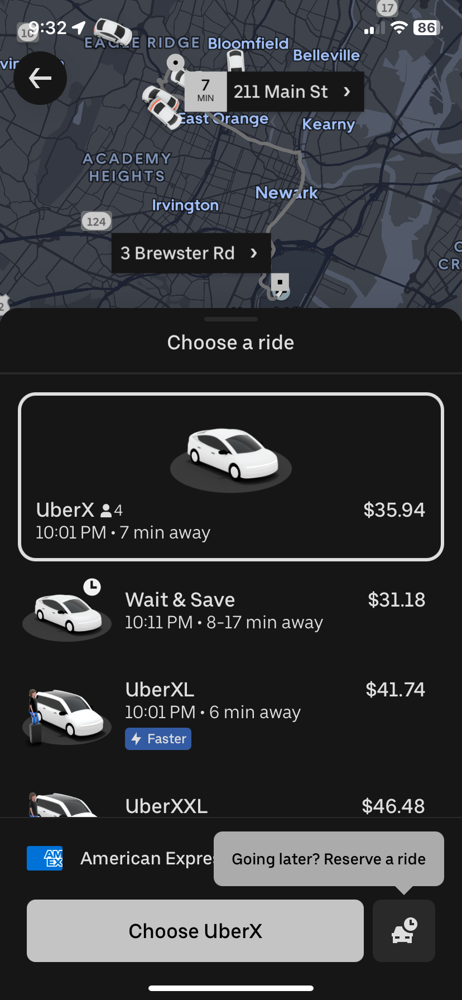 17
9:32
86
EAGLE RIDGE
Bloomfield
Belleville
7
MIN
211 Main St
East Orange
Kearny
ACADEMY
HEIGHTS
Newark
Irvington
124
3 Brewster Rd
CR
Choose a ride
UberX 4
$35.94
10:01 PM • 7 min away
Wait & Save
$31.18
10:11 PM • 8-17 min away
UberXL
$41.74
10:01 PM • 6 min away
Faster
UberXXL
$46.48
AM
EX
American Expre
Going later? Reserve a ride
Choose UberX